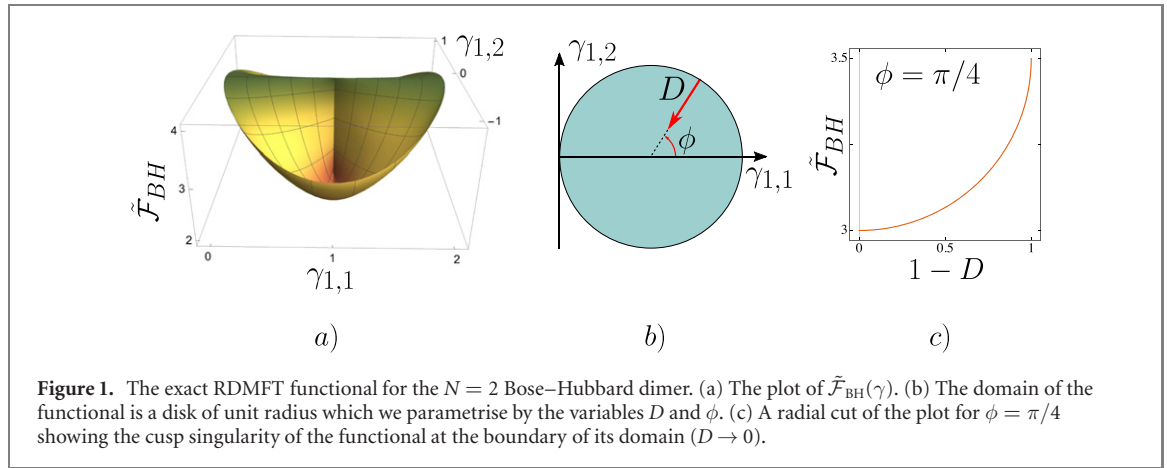 γ1,2
1
0
−1
4
3
2
F̃BH
0
1
2
γ1,1
a)
γ1,2
D
ϕ
γ1,1
b)
ϕ = π/4
3.5
3
F̃BH
0
0.5
1
1 − D
c)
Figure 1. The exact RDMFT functional for the N = 2 Bose–Hubbard dimer. (a) The plot of F̃BH(γ). (b) The domain of the
functional is a disk of unit radius which we parametrise by the variables D and ϕ. (c) A radial cut of the plot for ϕ = π/4
showing the cusp singularity of the functional at the boundary of its domain (D → 0).